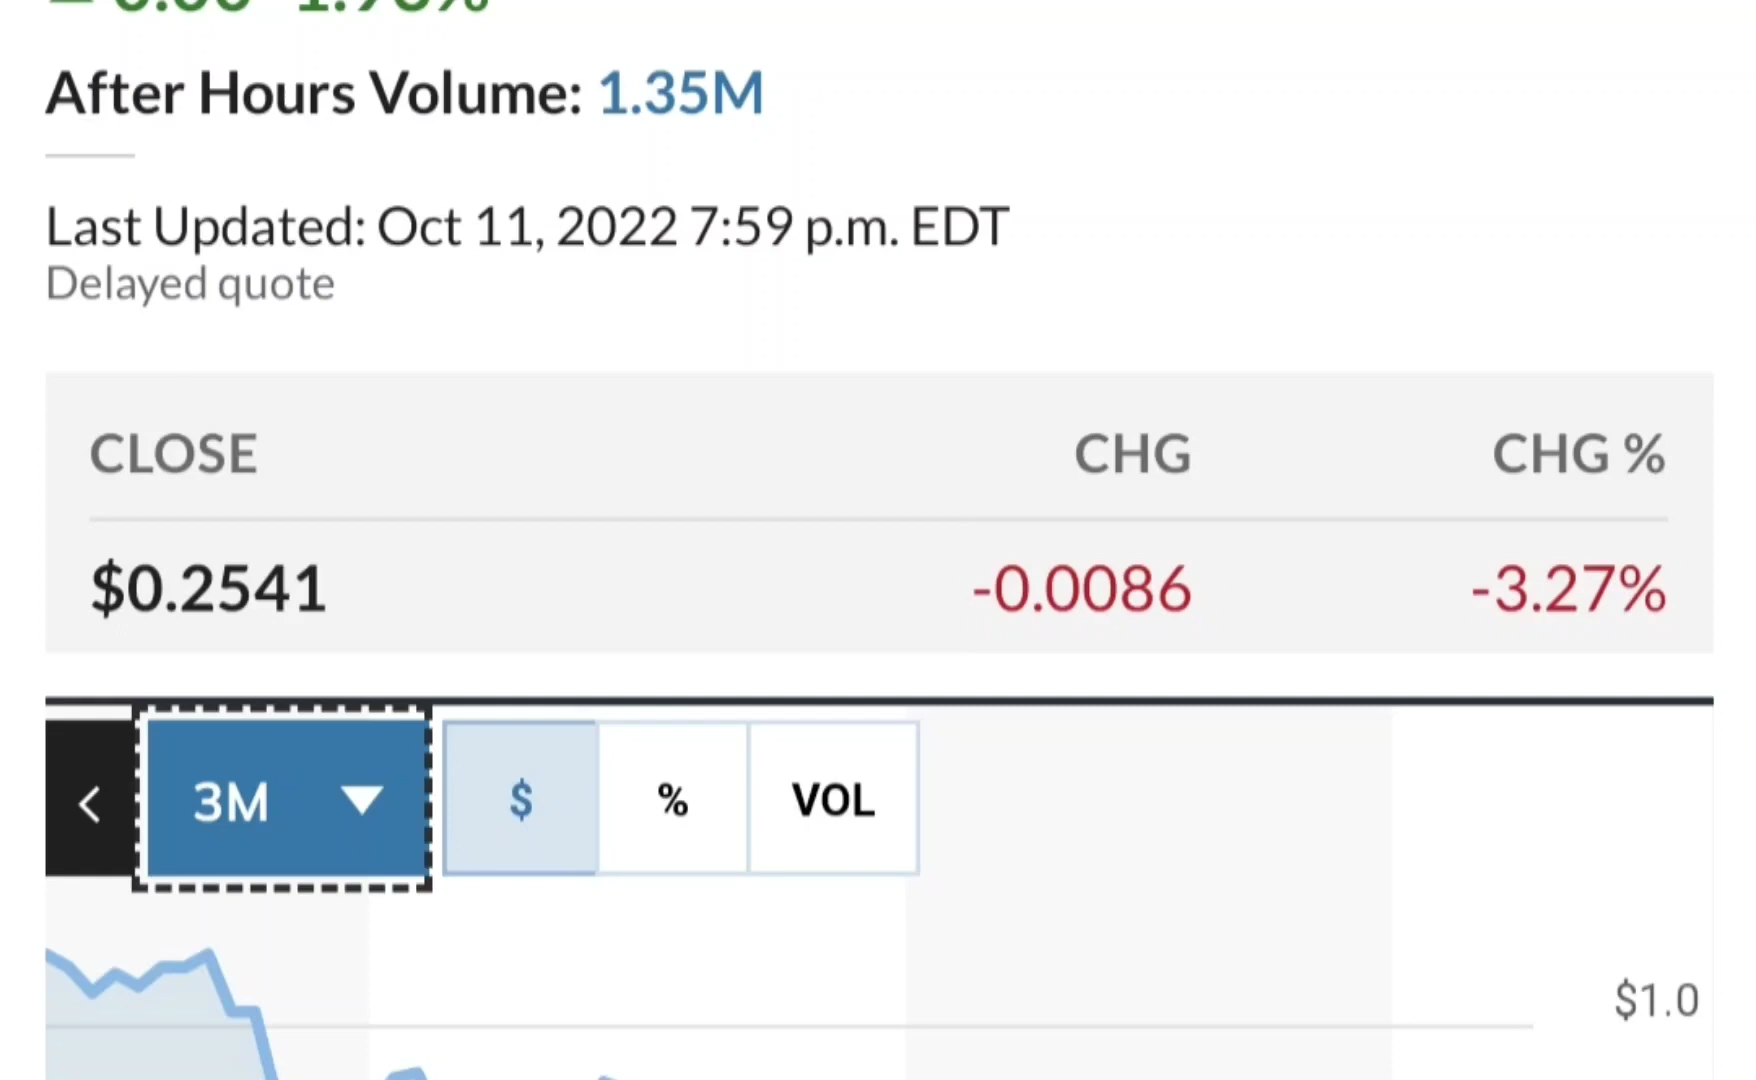 After Hours Volume: 1.35M
Last Updated: Oct 11, 2022 7:59 p.m. EDT
Delayed quote
CLOSE CHG CHG %
$0.2541 -0.0086 -3.27%
3M $ % VOL
$1.0